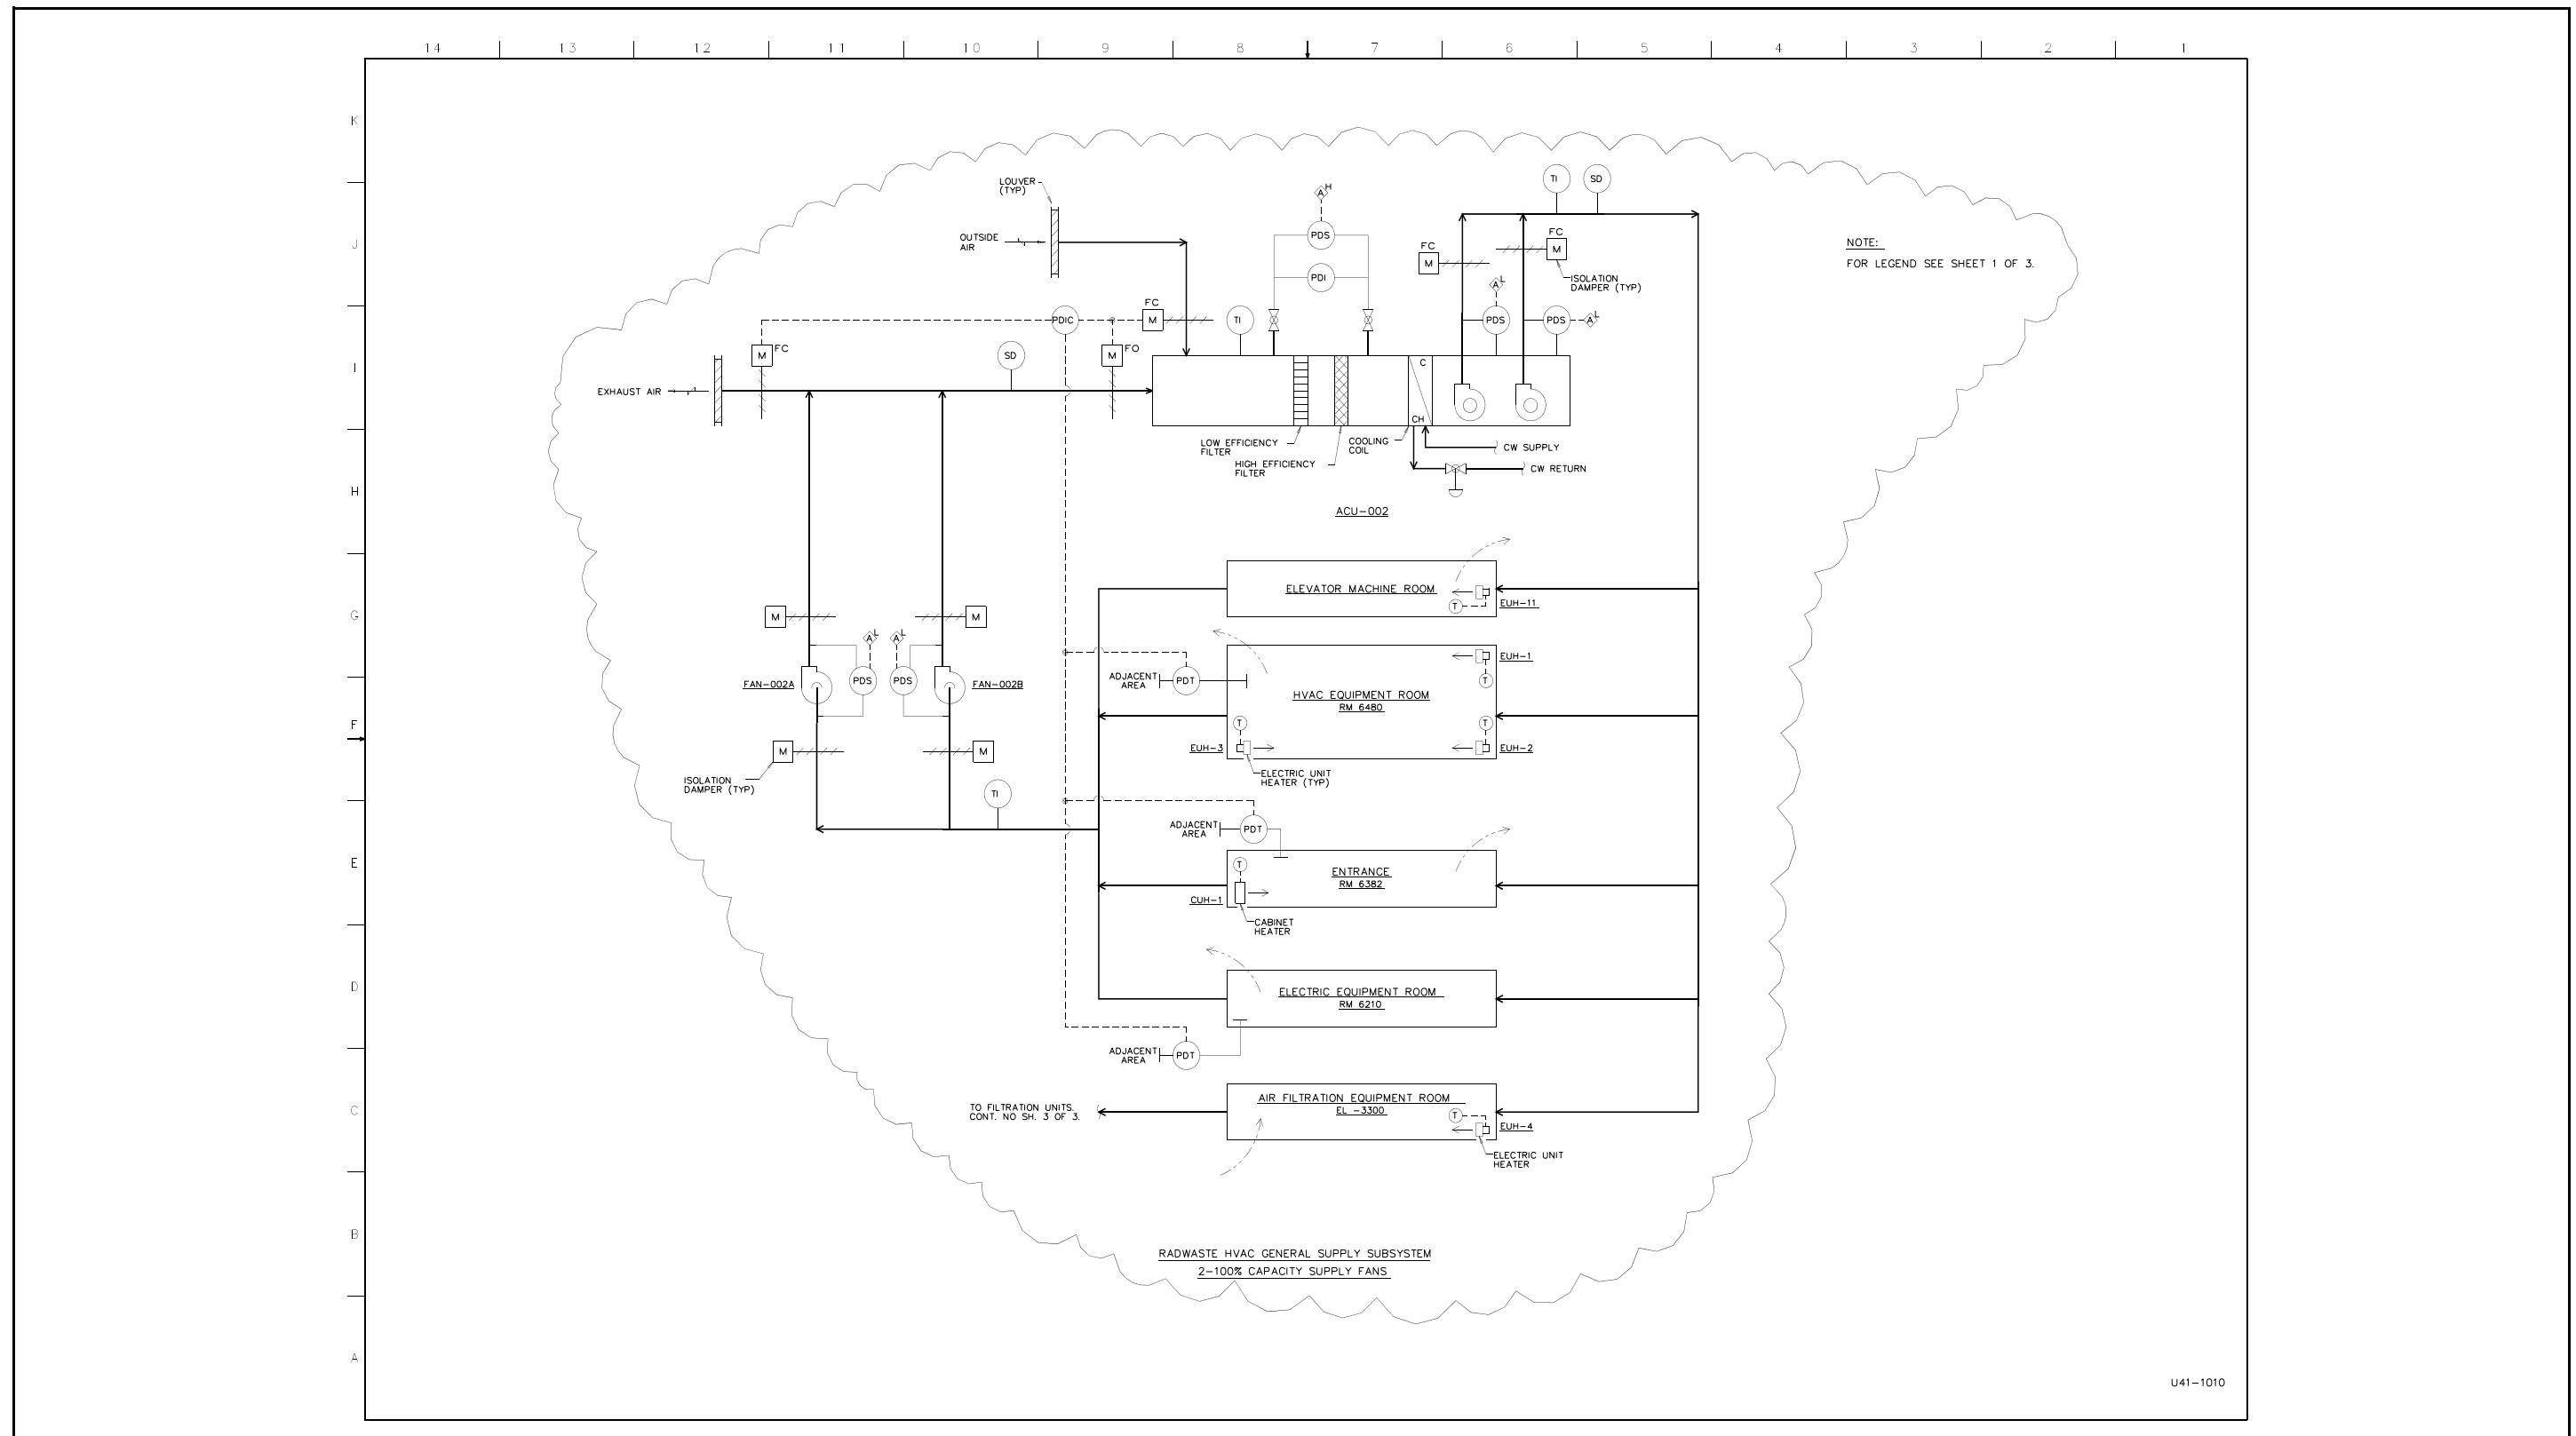 14 13 12 11 10 9 8 7 6 5 4 3 2 1
K
J
I
H
G
F
E
D
C
B
A
LOUVER
(TYP)
OUTSIDE
AIR
A H
PDS
PDI
TI
SD
FC
M
FC
M
ISOLATION
DAMPER (TYP)
NOTE:
FOR LEGEND SEE SHEET 1 OF 3.
A L
PDS
PDS
A L
FC
M
TI
PDIC
M FC
SD
M FO
EXHAUST AIR
C
CH
LOW EFFICIENCY
FILTER
HIGH EFFICIENCY
FILTER
COOLING
COIL
CW SUPPLY
CW RETURN
ACU-002
ELEVATOR MACHINE ROOM
T
EUH-11
M
M
A L
A L
FAN-002A
PDS
PDS
FAN-002B
M
M
ISOLATION
DAMPER (TYP)
TI
ADJACENT
AREA
PDT
HVAC EQUIPMENT ROOM
RM 6480
EUH-1
T
T
EUH-2
T
EUH-3
ELECTRIC UNIT
HEATER (TYP)
ADJACENT
AREA
PDT
ENTRANCE
RM 6382
T
CUH-1
CABINET
HEATER
ELECTRIC EQUIPMENT ROOM
RM 6210
ADJACENT
AREA
PDT
AIR FILTRATION EQUIPMENT ROOM
EL -3300
T
EUH-4
ELECTRIC UNIT
HEATER
TO FILTRATION UNITS.
CONT. NO SH. 3 OF 3.
RADWASTE HVAC GENERAL SUPPLY SUBSYSTEM
2-100% CAPACITY SUPPLY FANS
U41-1010